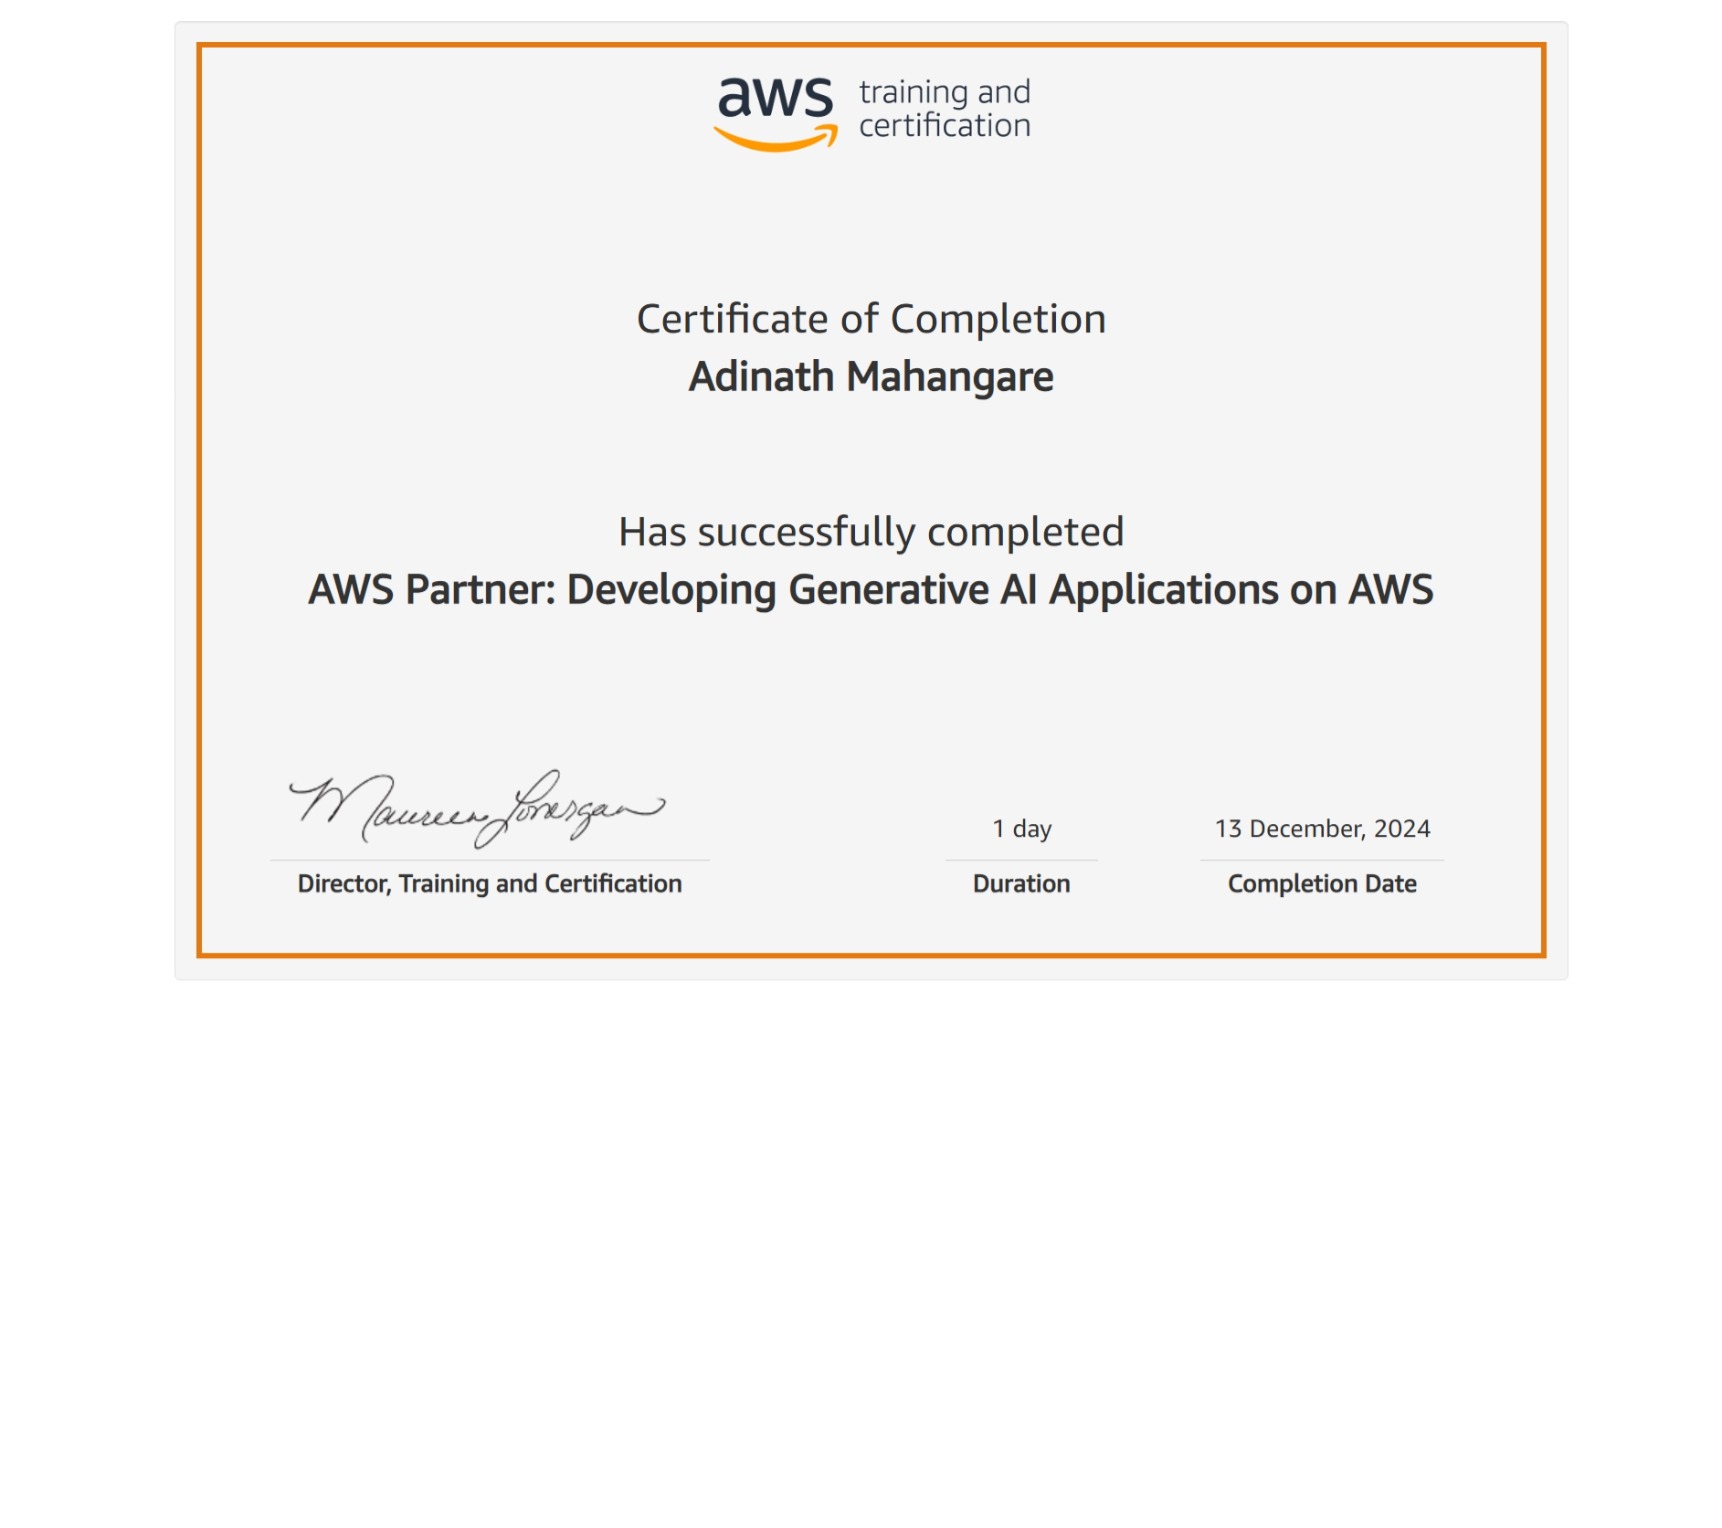 aws training and
certification
Certificate of Completion
Adinath Mahangare
Has successfully completed
AWS Partner: Developing Generative AI Applications on AWS
Maureen Lonergan
Director, Training and Certification
1 day
Duration
13 December, 2024
Completion Date